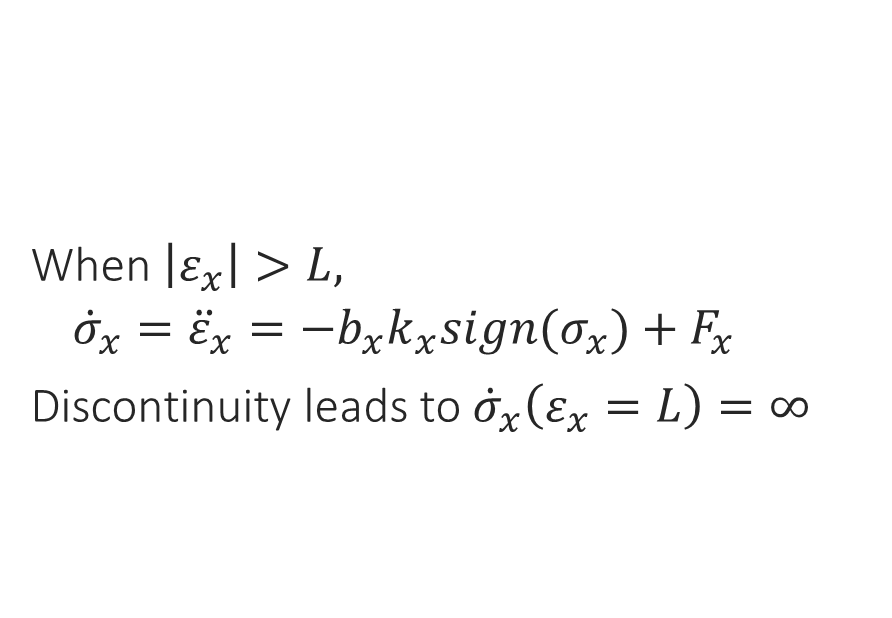 When |εₓ| > L,
σ̇ₓ = ε̈ₓ = −bₓkₓsign(σₓ) + Fₓ
Discontinuity leads to σ̇ₓ(εₓ = L) = ∞